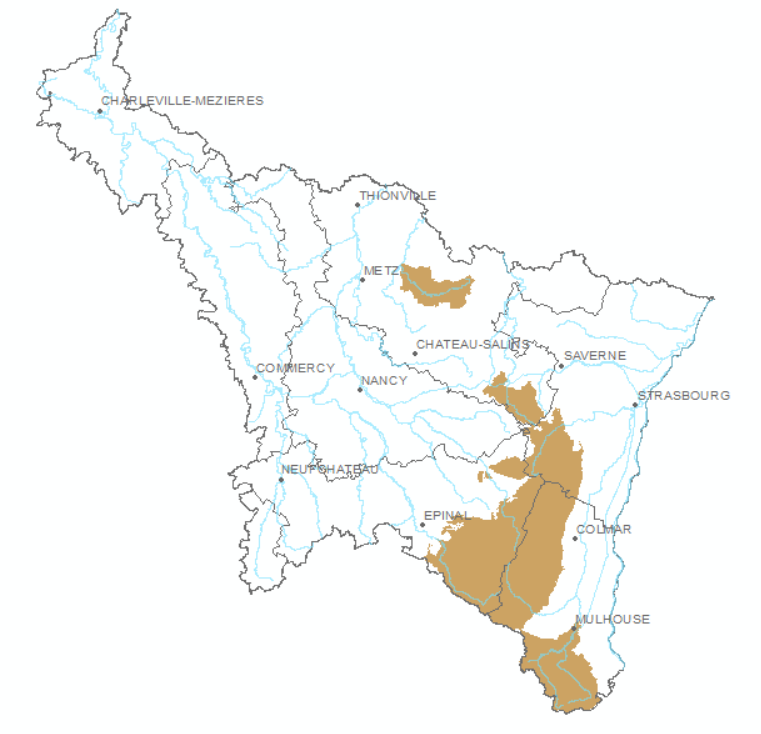 CHARLEVILLE-MEZIERES
THIONVILLE
METZ
CHATEAU-SALINS
SAVERNE
COMMERCY
NANCY
STRASBOURG
NEUFCHATEAU
EPINAL
COLMAR
MULHOUSE